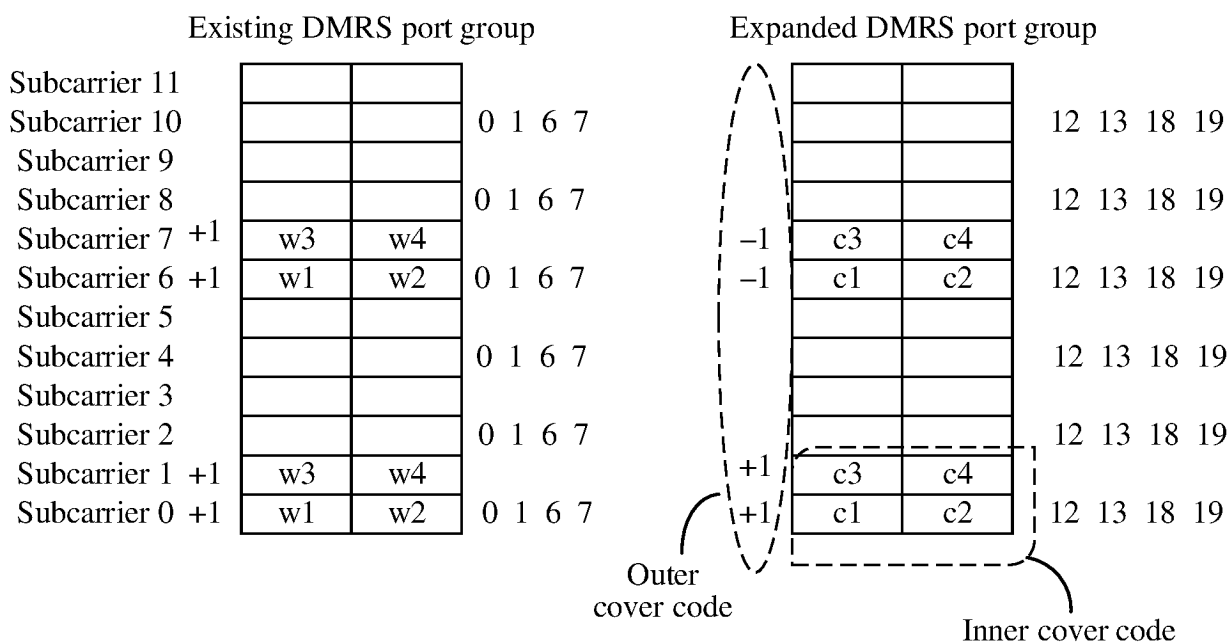 Existing DMRS port group Expanded DMRS port group
Subcarrier 11
Subcarrier 10 0 1 6 7 12 13 18 19
Subcarrier 9
Subcarrier 8 0 1 6 7 12 13 18 19
Subcarrier 7 +1 w3 w4 –1 c3 c4
Subcarrier 6 +1 w1 w2 0 1 6 7 –1 c1 c2 12 13 18 19
Subcarrier 5
Subcarrier 4 0 1 6 7 12 13 18 19
Subcarrier 3
Subcarrier 2 0 1 6 7 12 13 18 19
Subcarrier 1 +1 w3 w4 +1 c3 c4
Subcarrier 0 +1 w1 w2 0 1 6 7 +1 c1 c2 12 13 18 19
Outer
cover code
Inner cover code